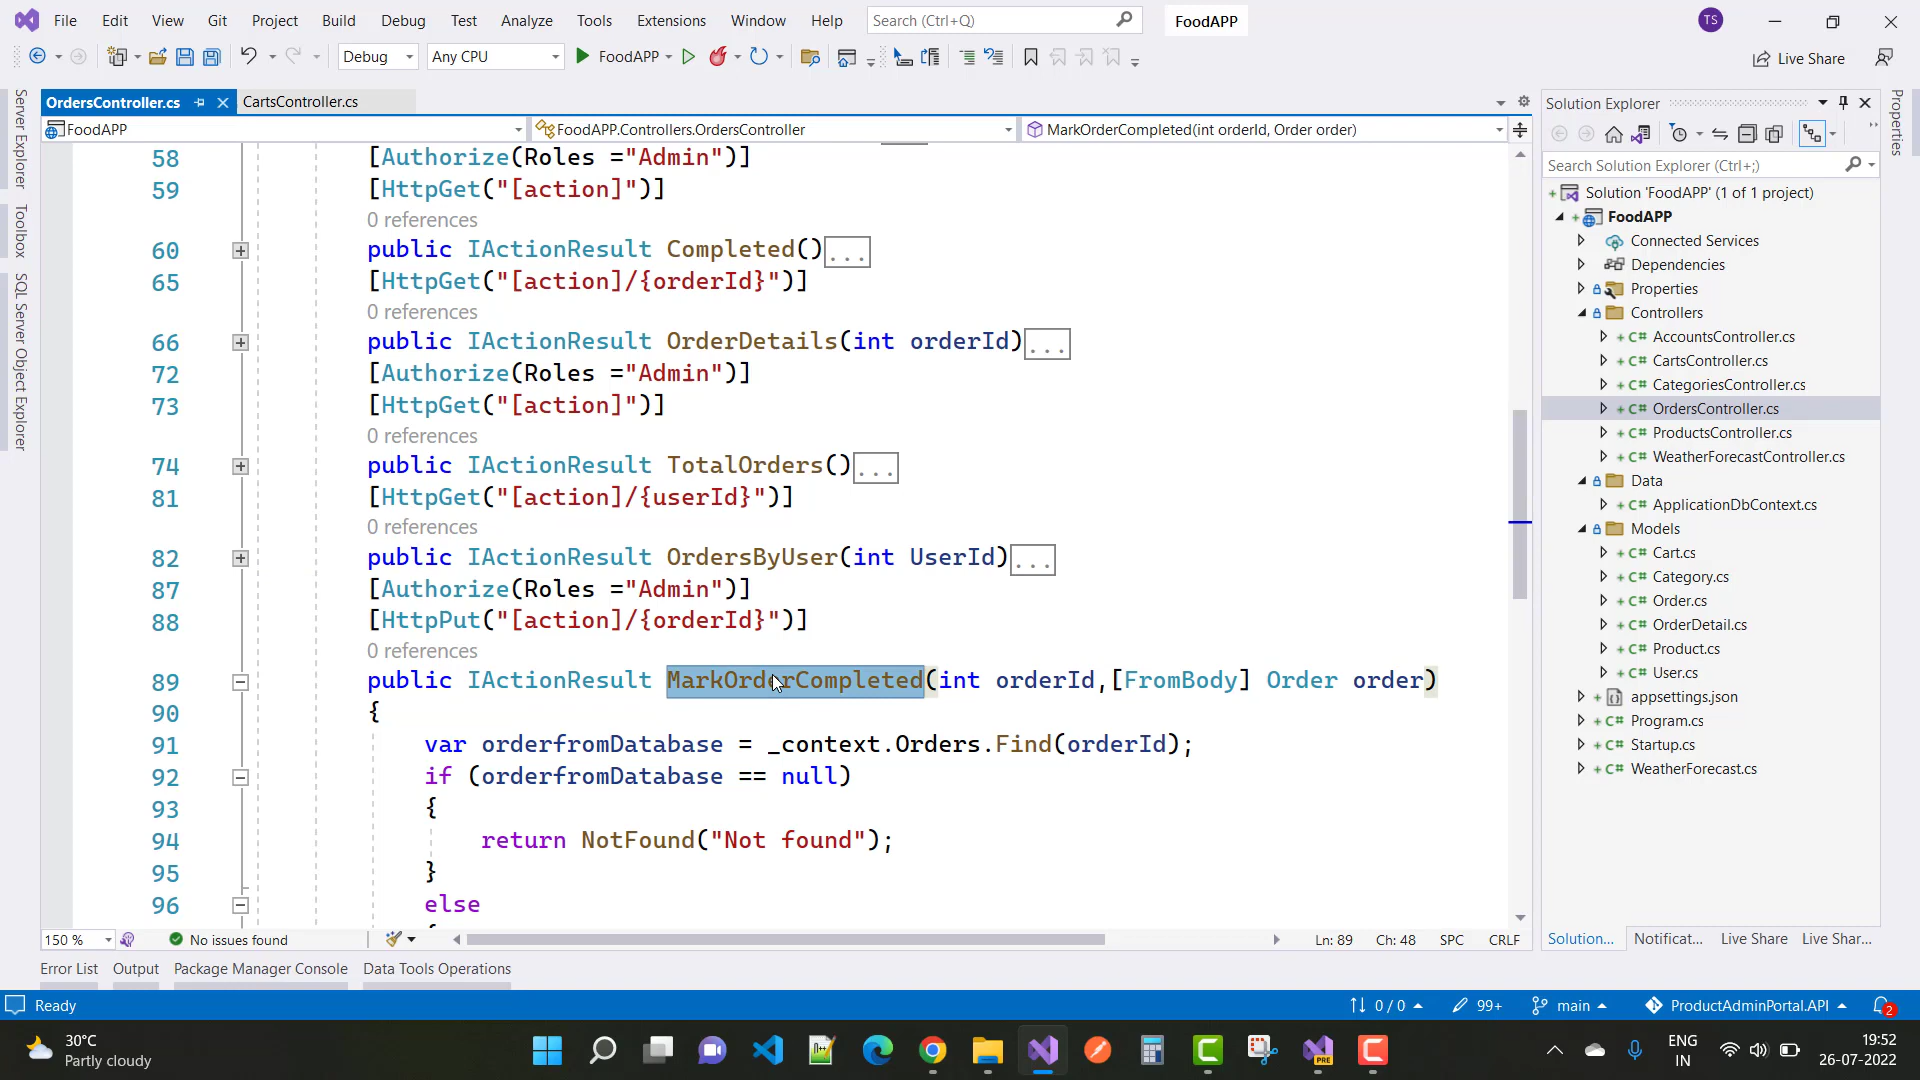 File Edit View Git Project Build Debug Test Analyze Tools Extensions Window Help Search (Ctrl+Q) FoodAPP TS
Debug Any CPU FoodAPP Live Share
OrdersController.cs CartsController.cs
FoodAPP FoodAPP.Controllers.OrdersController MarkOrderCompleted(int orderId, Order order)
Server Explorer
Toolbox
SQL Server Object Explorer
58 [Authorize(Roles ="Admin")]
59 [HttpGet("[action]")]
0 references
60 public IActionResult Completed()...
65 [HttpGet("[action]/{orderId}")]
0 references
66 public IActionResult OrderDetails(int orderId)...
72 [Authorize(Roles ="Admin")]
73 [HttpGet("[action]")]
0 references
74 public IActionResult TotalOrders()...
81 [HttpGet("[action]/{userId}")]
0 references
82 public IActionResult OrdersByUser(int UserId)...
87 [Authorize(Roles ="Admin")]
88 [HttpPut("[action]/{orderId}")]
0 references
89 public IActionResult MarkOrderCompleted(int orderId,[FromBody] Order order)
90 {
91 var orderfromDatabase = _context.Orders.Find(orderId);
92 if (orderfromDatabase == null)
93 {
94 return NotFound("Not found");
95 }
96 else
150 % No issues found Ln: 89 Ch: 48 SPC CRLF
Solution Explorer
Search Solution Explorer (Ctrl+;)
Solution 'FoodAPP' (1 of 1 project)
FoodAPP
Connected Services
Dependencies
Properties
Controllers
C# AccountsController.cs
C# CartsController.cs
C# CategoriesController.cs
C# OrdersController.cs
C# ProductsController.cs
C# WeatherForecastController.cs
Data
C# ApplicationDbContext.cs
Models
C# Cart.cs
C# Category.cs
C# Order.cs
C# OrderDetail.cs
C# Product.cs
C# User.cs
appsettings.json
C# Program.cs
C# Startup.cs
C# WeatherForecast.cs
Solution... Notificat... Live Share Live Shar...
Properties
Error List Output Package Manager Console Data Tools Operations
Ready 0 / 0 99+ main ProductAdminPortal.API 2
30°C
Partly cloudy
PRE
ENG
IN
19:52
26-07-2022